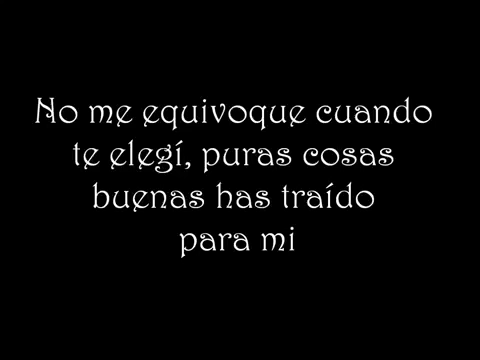 No me equivoque cuando
te elegí, puras cosas
buenas has traído
para mi